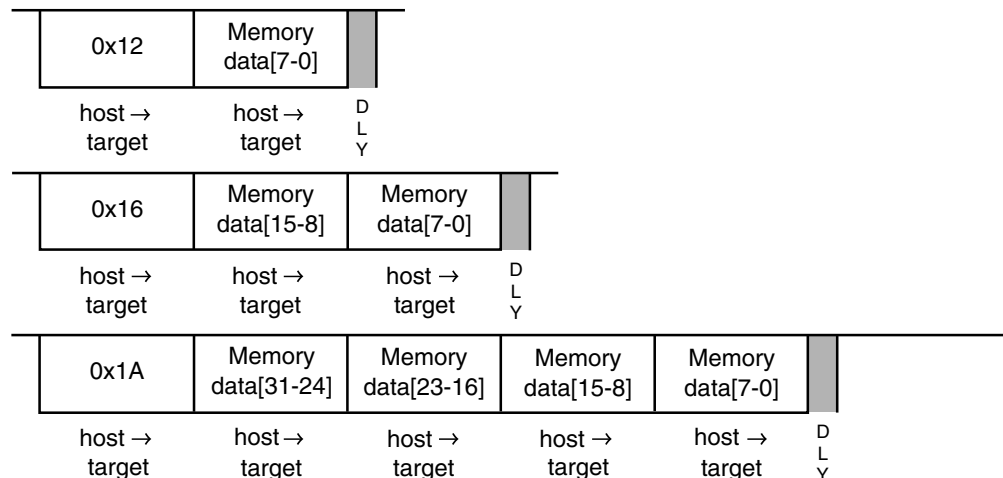 0x12
Memory
data[7-0]
host →
target
host →
target
D
L
Y
0x16
Memory
data[15-8]
Memory
data[7-0]
host →
target
host →
target
host →
target
D
L
Y
0x1A
Memory
data[31-24]
Memory
data[23-16]
Memory
data[15-8]
Memory
data[7-0]
host →
target
host →
target
host →
target
host →
target
host →
target
D
L
Y